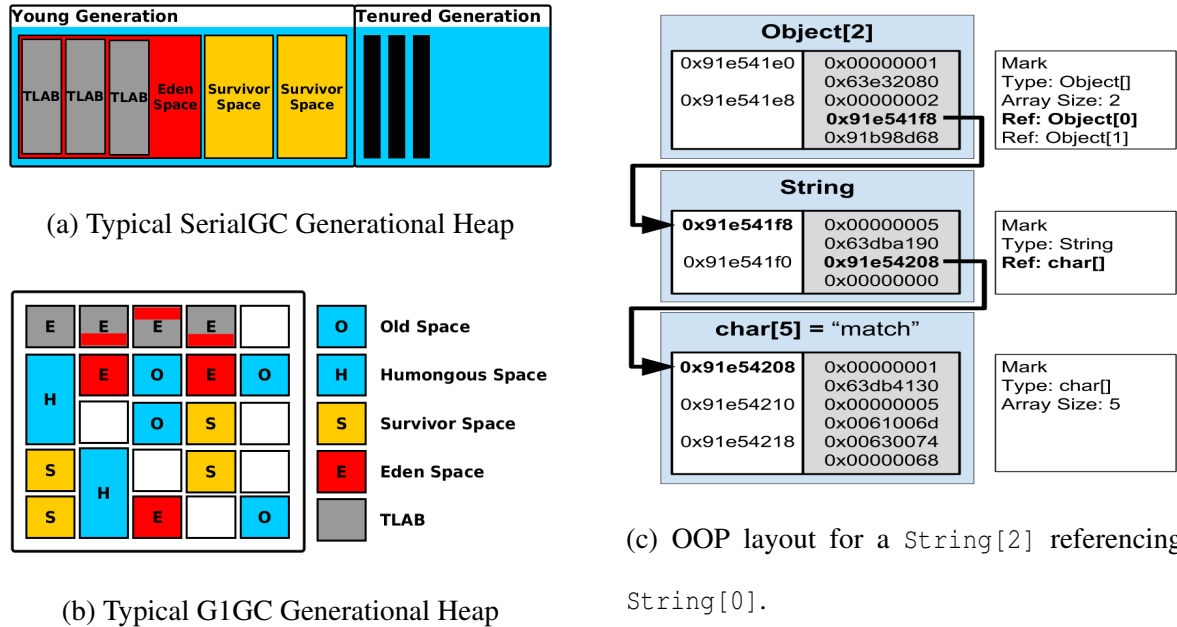 Young Generation
Tenured Generation
TLAB
TLAB
TLAB
Eden
Space
Survivor
Space
Survivor
Space
(a) Typical SerialGC Generational Heap
E
E
E
E
H
E
O
E
O
O
S
S
H
S
S
E
O
O
Old Space
H
Humongous Space
S
Survivor Space
E
Eden Space
TLAB
(b) Typical G1GC Generational Heap
Object[2]
0x91e541e0
0x00000001
0x63e32080
0x91e541e8
0x00000002
0x91e541f8
0x91b98d68
Mark
Type: Object[]
Array Size: 2
Ref: Object[0]
Ref: Object[1]
String
0x91e541f8
0x00000005
0x63dba190
0x91e541f0
0x91e54208
0x00000000
Mark
Type: String
Ref: char[]
char[5] = “match”
0x91e54208
0x00000001
0x63db4130
0x91e54210
0x00000005
0x0061006d
0x91e54218
0x00630074
0x00000068
Mark
Type: char[]
Array Size: 5
(c) OOP layout for a String[2] referencing
String[0].